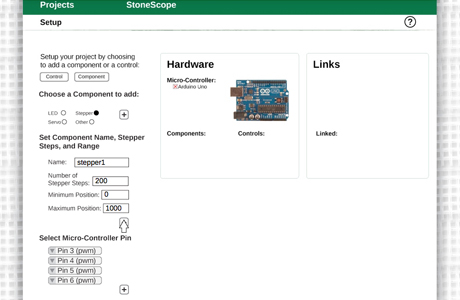 Projects
StoneScope
Setup
?
Setup your project by choosing
to add a component or a control:
Control
Component
Choose a Component to add:
LED
Stepper
Servo
Other
+
Set Component Name, Stepper
Steps, and Range
Name: stepper1
Number of
Stepper Steps: 200
Minimum Position: 0
Maximum Position: 1000
Select Micro-Controller Pin
Pin 3 (pwm)
Pin 4 (pwm)
Pin 5 (pwm)
Pin 6 (pwm)
+
Hardware
Micro-Controller:
Arduino Uno
Components:
Controls:
Links
Linked: